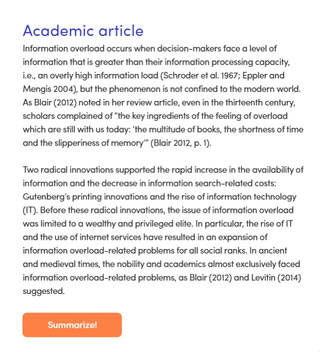 Academic article
Information overload occurs when decision-makers face a level of
information that is greater than their information processing capacity,
i.e., an overly high information load (Schroder et al. 1967; Eppler and
Mengis 2004), but the phenomenon is not confined to the modern world.
As Blair (2012) noted in her review article, even in the thirteenth century,
scholars complained of "the key ingredients of the feeling of overload
which are still with us today: 'the multitude of books, the shortness of time
and the slipperiness of memory'" (Blair 2012, p. 1).
Two radical innovations supported the rapid increase in the availability of
information and the decrease in information search-related costs:
Gutenberg's printing innovations and the rise of information technology
(IT). Before these radical innovations, the issue of information overload
was limited to a wealthy and privileged elite. In particular, the rise of IT
and the use of internet services have resulted in an expansion of
information overload-related problems for all social ranks. In ancient
and medieval times, the nobility and academics almost exclusively faced
information overload-related problems, as Blair (2012) and Levitin (2014)
suggested.
Summarize!